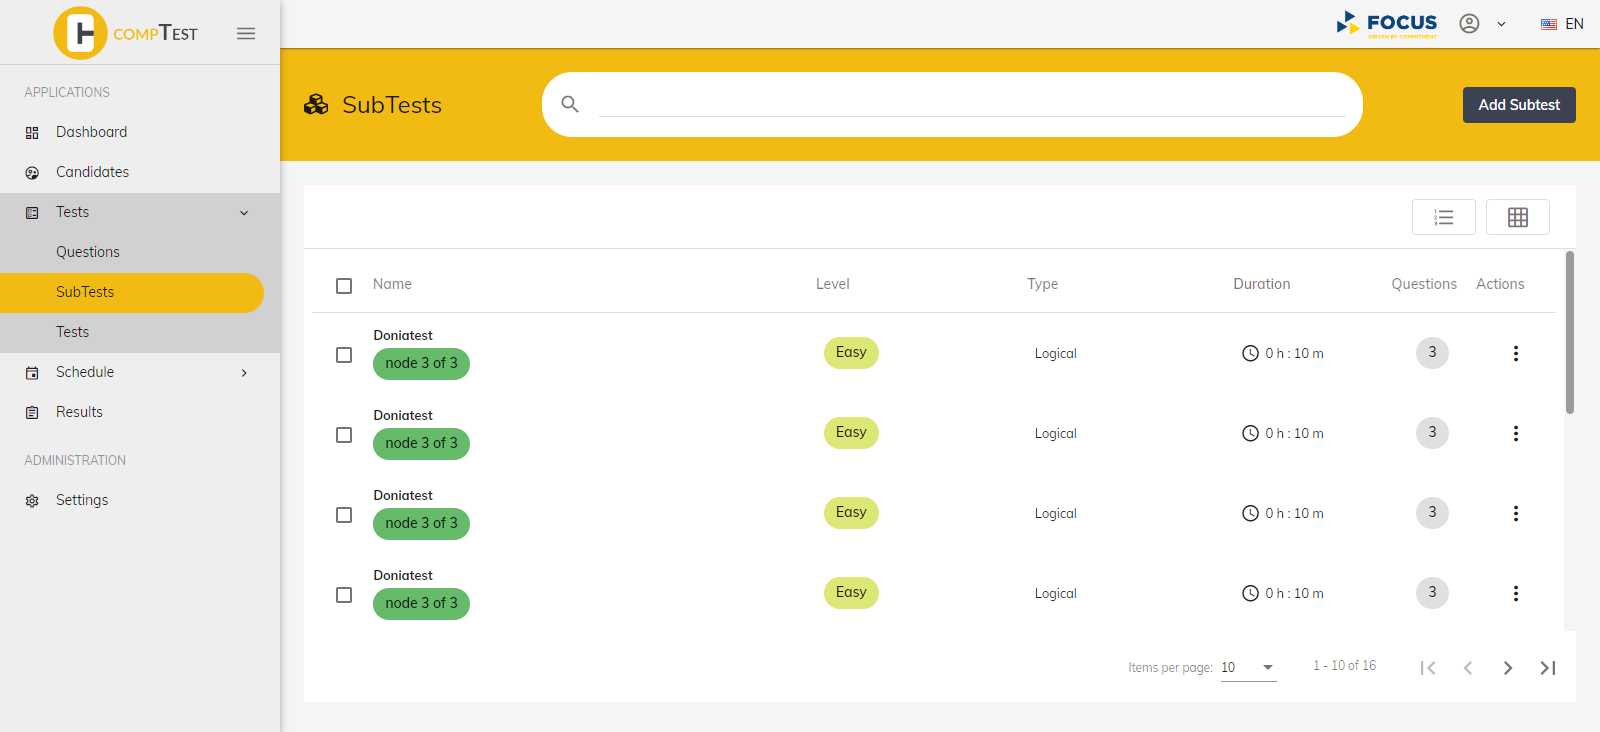 COMPTEST
FOCUS
DRIVEN BY COMMITMENT
EN
APPLICATIONS
Dashboard
Candidates
Tests
Questions
SubTests
Tests
Schedule
Results
ADMINISTRATION
Settings
SubTests
Add Subtest
Name Level Type Duration Questions Actions
Doniatest
node 3 of 3 Easy Logical 0 h : 10 m 3
Doniatest
node 3 of 3 Easy Logical 0 h : 10 m 3
Doniatest
node 3 of 3 Easy Logical 0 h : 10 m 3
Doniatest
node 3 of 3 Easy Logical 0 h : 10 m 3
Items per page: 10 1 - 10 of 16